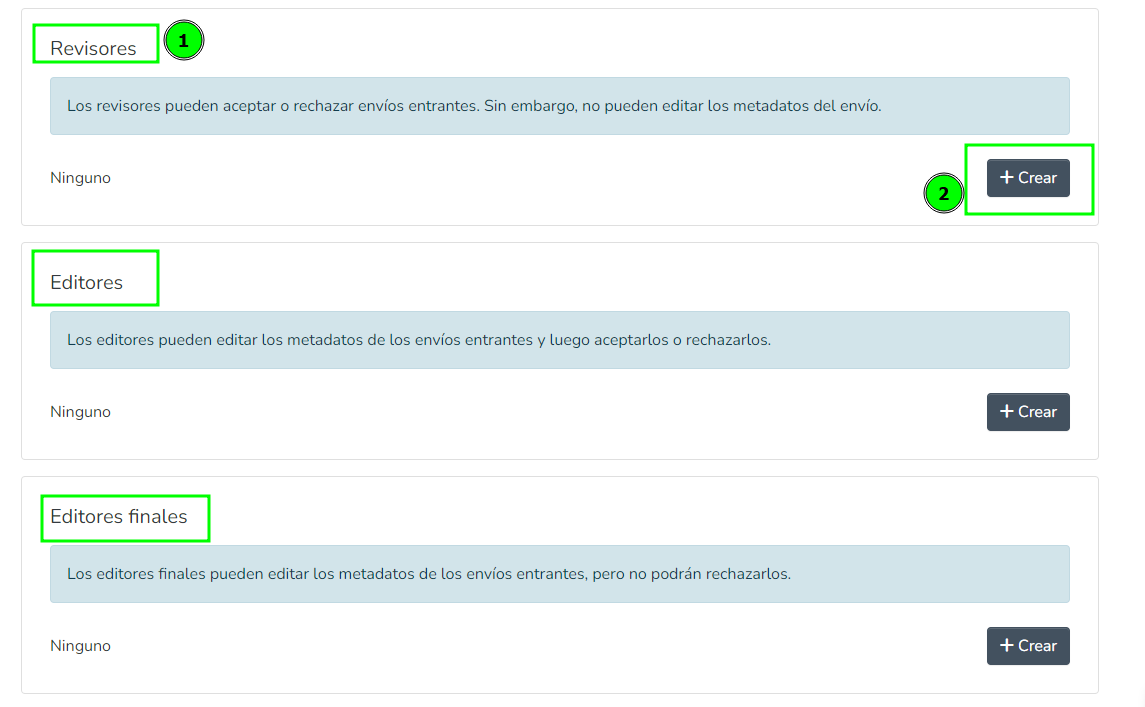 Revisores
1
Los revisores pueden aceptar o rechazar envíos entrantes. Sin embargo, no pueden editar los metadatos del envío.
Ninguno
2
+ Crear
Editores
Los editores pueden editar los metadatos de los envíos entrantes y luego aceptarlos o rechazarlos.
Ninguno
+ Crear
Editores finales
Los editores finales pueden editar los metadatos de los envíos entrantes, pero no podrán rechazarlos.
Ninguno
+ Crear